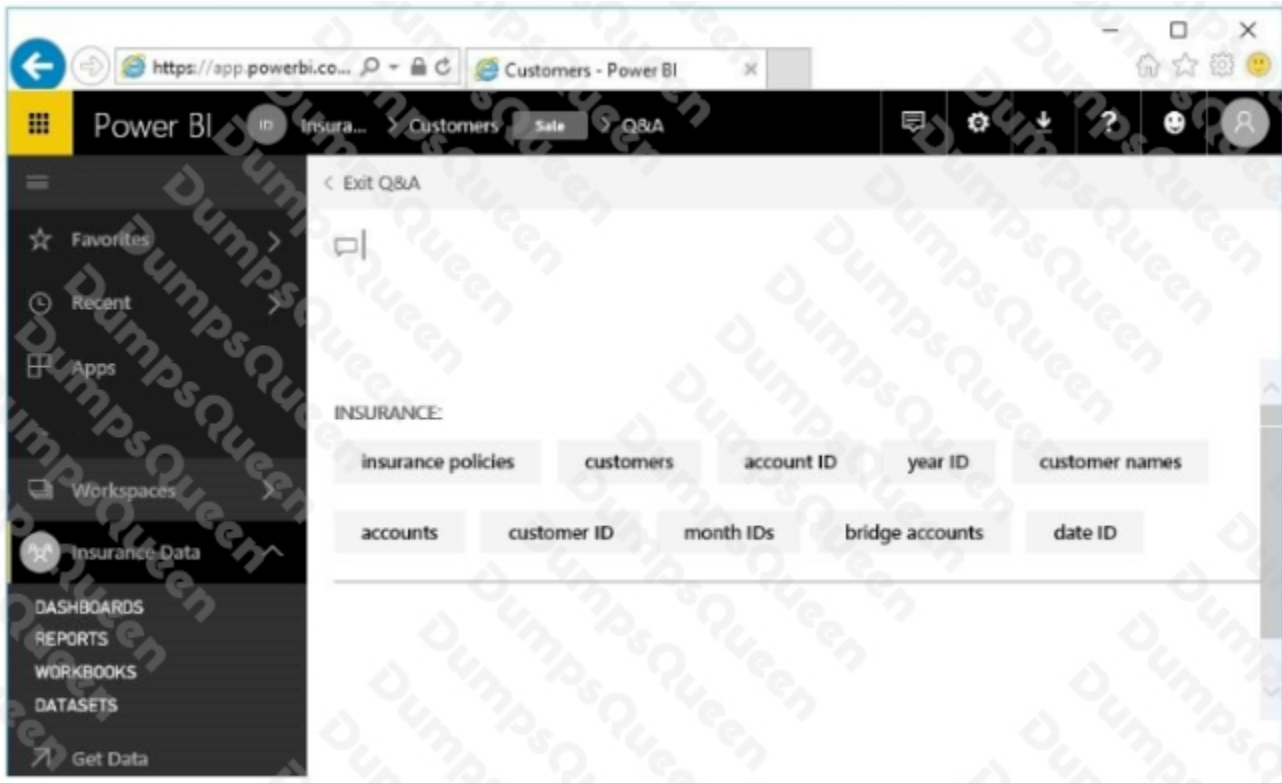 https://app.powerbi.co... Customers - Power BI
Power BI ID Insura... > Customers Sale > Q&A ?
< Exit Q&A
Favorites
Recent
Apps
Workspaces
Insurance Data
DASHBOARDS
REPORTS
WORKBOOKS
DATASETS
Get Data
INSURANCE:
insurance policies customers account ID year ID customer names
accounts customer ID month IDs bridge accounts date ID
DumpsQueen